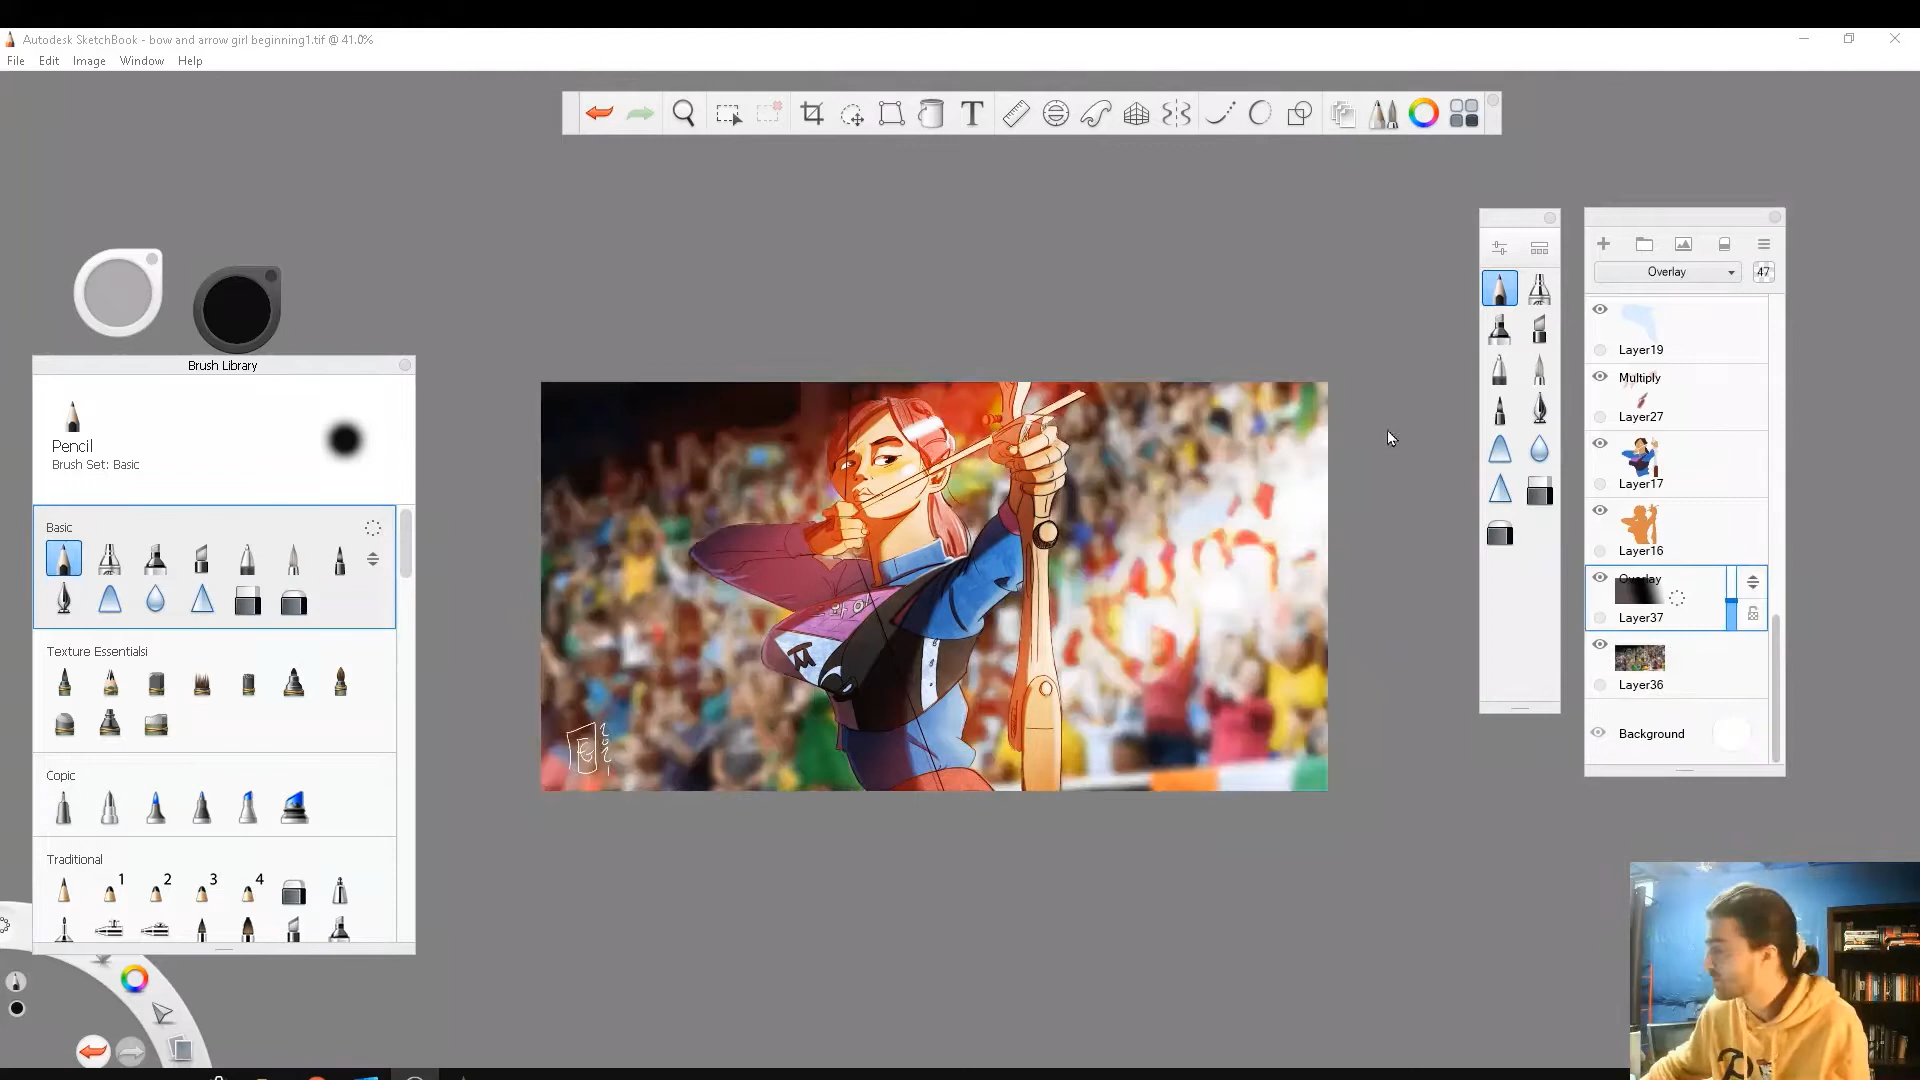 Autodesk SketchBook - bow and arrow girl beginning1.tif @ 41.0%
File Edit Image Window Help
T
Overlay
47
Layer19
Multiply
Layer27
Layer17
Layer16
Overlay
Layer37
Layer36
Background
Brush Library
Pencil
Brush Set: Basic
Basic
Texture Essentialsi
Copic
Traditional
1 2 3 4
2021